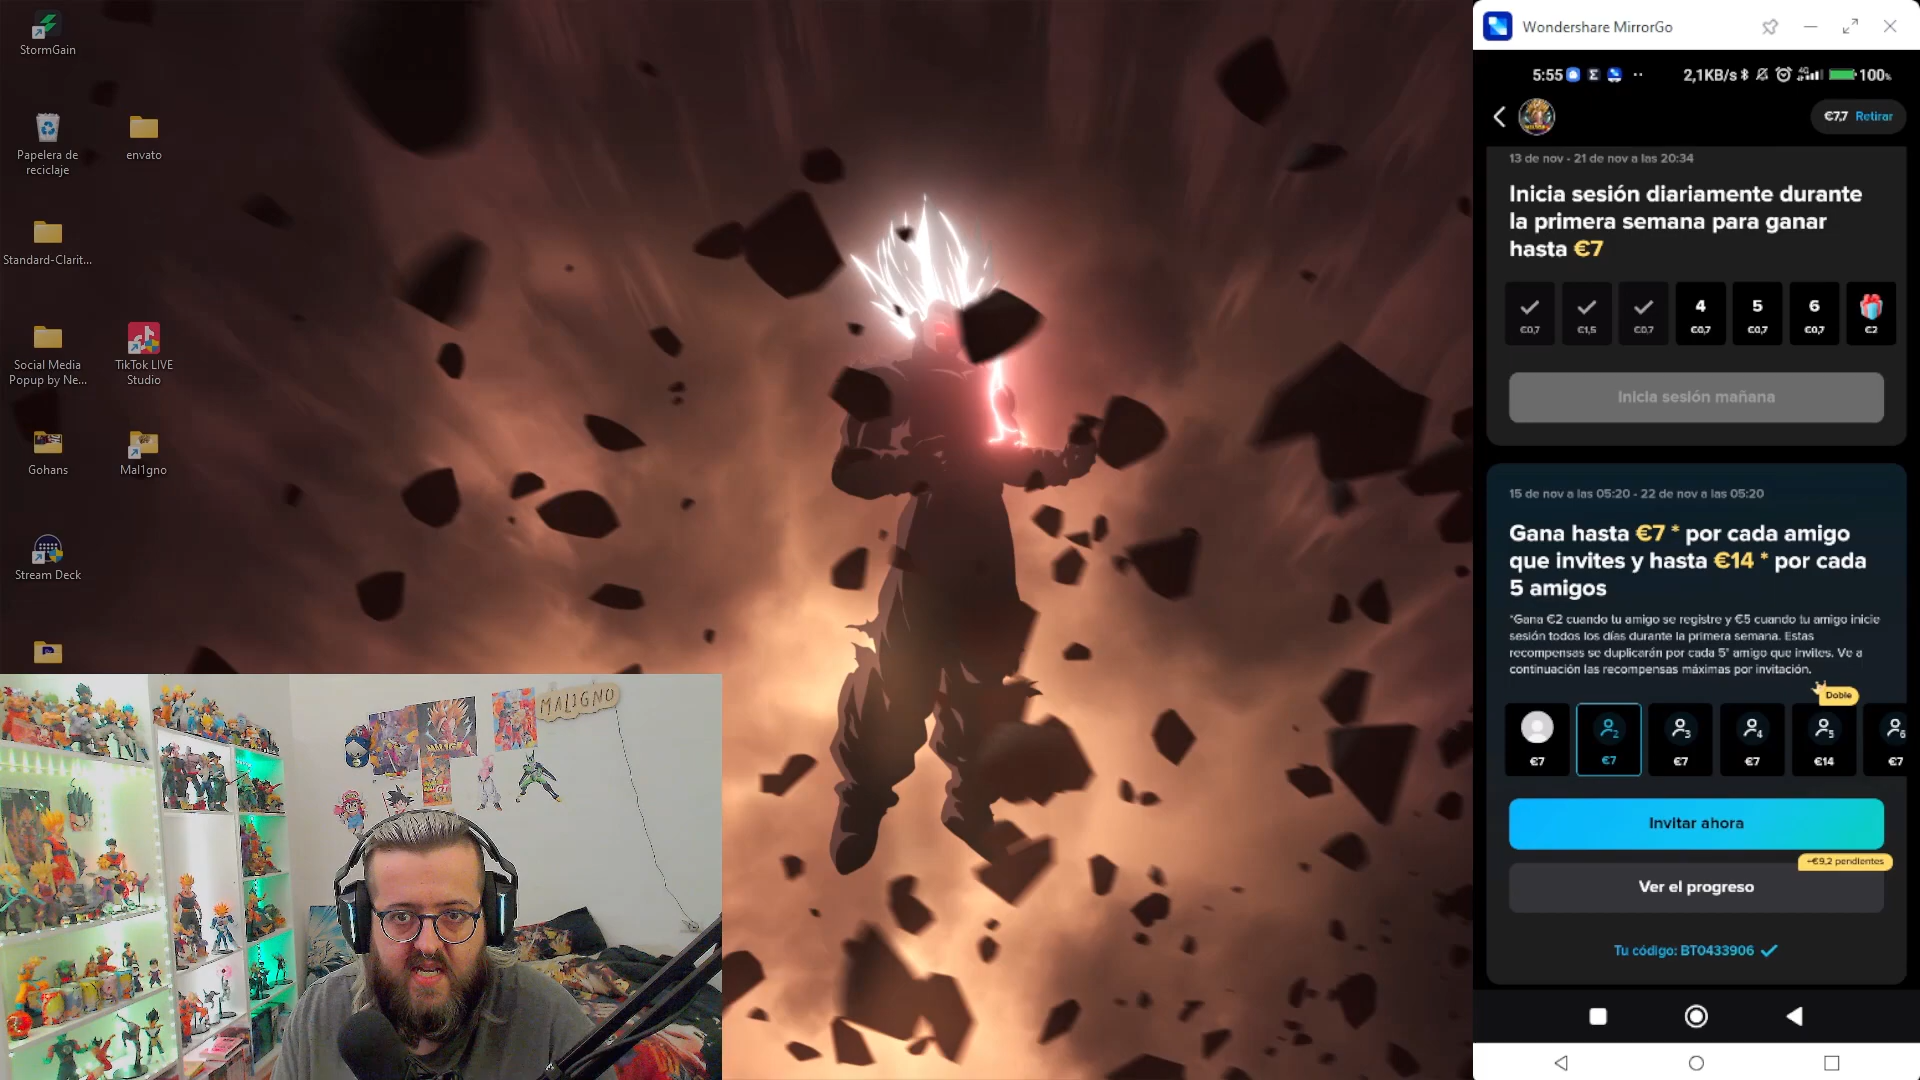 StormGain
Papelera de
reciclaje
envato
Standard-Clarit...
Social Media
Popup by Ne...
TikTok LIVE
Studio
Gohans
Mal1gno
Stream Deck
MAL1GNO
Wondershare MirrorGo
5:55
2,1KB/s
4G
100%
€7,7 Retirar
13 de nov - 21 de nov a las 20:34
Inicia sesión diariamente durante
la primera semana para ganar
hasta €7
4 5 6
€0,7 €1,5 €0,7 €0,7 €0,7 €0,7 €2
Inicia sesión mañana
15 de nov a las 05:20 - 22 de nov a las 05:20
Gana hasta €7 * por cada amigo
que invites y hasta €14 * por cada
5 amigos
*Gana €2 cuando tu amigo se registre y €5 cuando tu amigo inicie
sesión todos los días durante la primera semana. Estas
recompensas se duplicarán por cada 5° amigo que invites. Ve a
continuación las recompensas máximas por invitación.
Doble
2 3 4 5 6
€7 €7 €7 €7 €14 €7
Invitar ahora
+€9,2 pendientes
Ver el progreso
Tu código: BT0433906